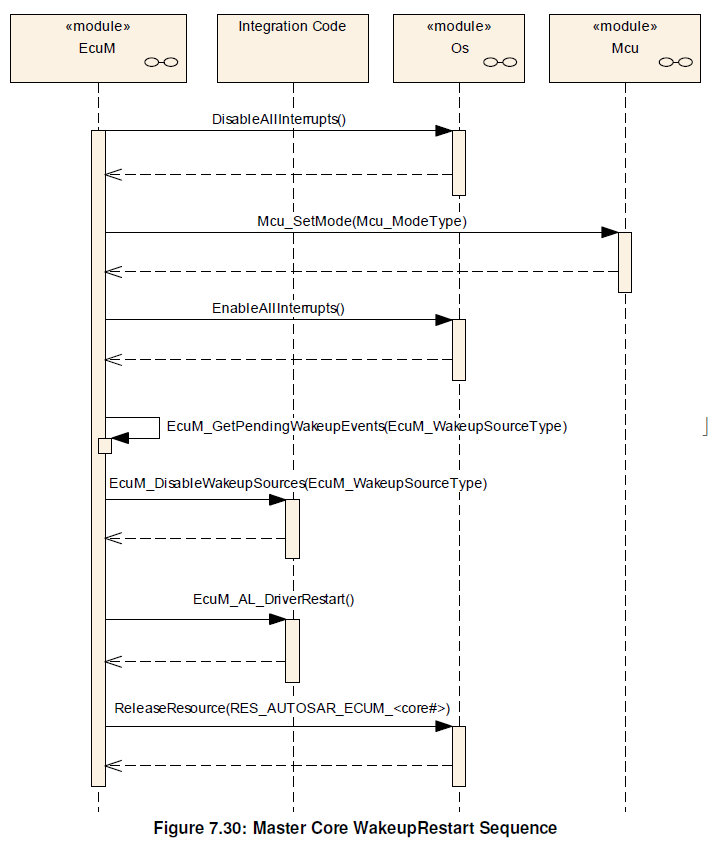 «module»
EcuM
Integration Code
«module»
Os
«module»
Mcu
DisableAllInterrupts()
Mcu_SetMode(Mcu_ModeType)
EnableAllInterrupts()
EcuM_GetPendingWakeupEvents(EcuM_WakeupSourceType)
EcuM_DisableWakeupSources(EcuM_WakeupSourceType)
EcuM_AL_DriverRestart()
ReleaseResource(RES_AUTOSAR_ECUM_<core#>)
Figure 7.30: Master Core WakeupRestart Sequence